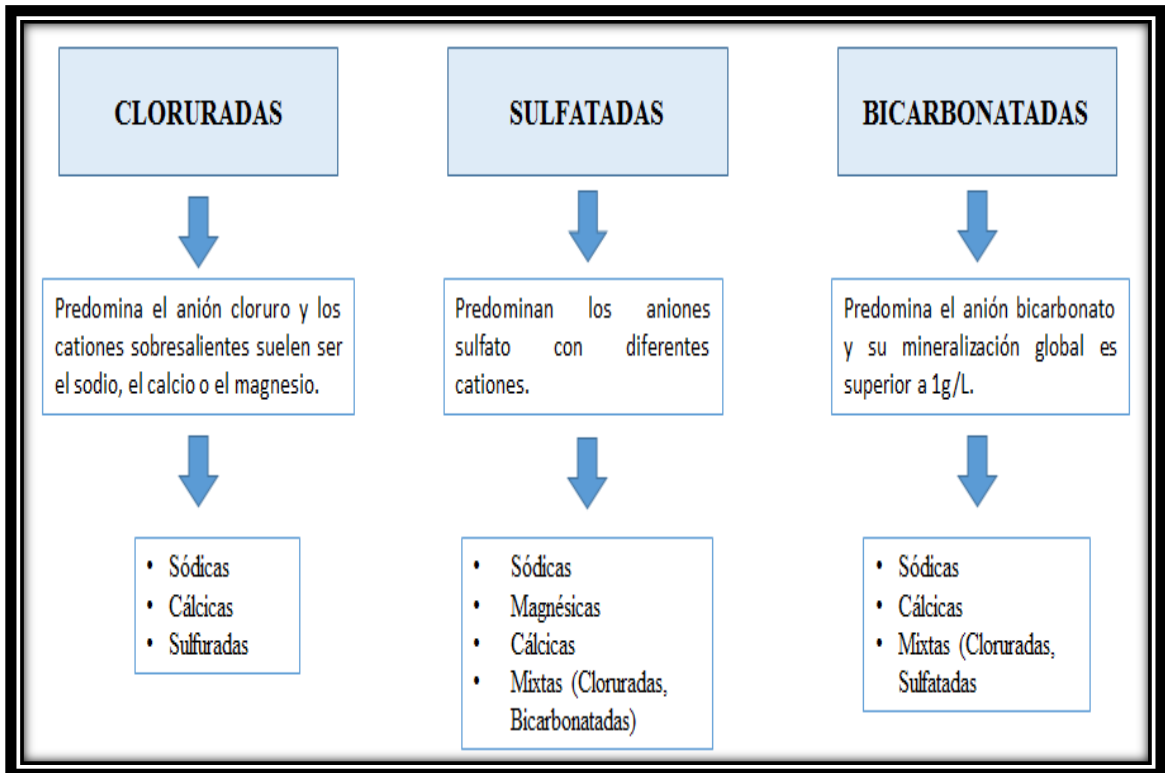 CLORURADAS
Predomina el anión cloruro y los
cationes sobresalientes suelen ser
el sodio, el calcio o el magnesio.
• Sódicas
• Cálcicas
• Sulfuradas
SULFATADAS
Predominan los aniones
sulfato con diferentes
cationes.
• Sódicas
• Magnésicas
• Cálcicas
• Mixtas (Cloruradas,
Bicarbonatadas)
BICARBONATADAS
Predomina el anión bicarbonato
y su mineralización global es
superior a 1g/L.
• Sódicas
• Cálcicas
• Mixtas (Cloruradas,
Sulfatadas